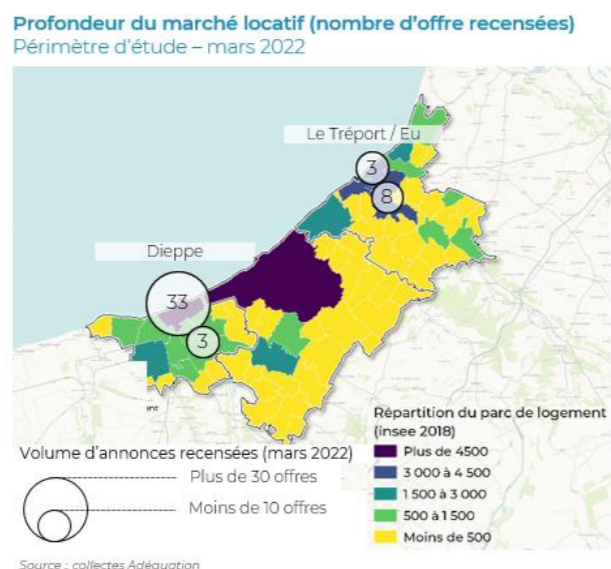 Profondeur du marché locatif (nombre d'offre recensées)
Périmètre d'étude – mars 2022
Le Tréport / Eu
3
8
Dieppe
33
3
Répartition du parc de logement
(insee 2018)
Plus de 4500
3 000 à 4 500
1 500 à 3 000
500 à 1 500
Moins de 500
Volume d'annonces recensées (mars 2022)
Plus de 30 offres
Moins de 10 offres
Source : collectes Adéquation